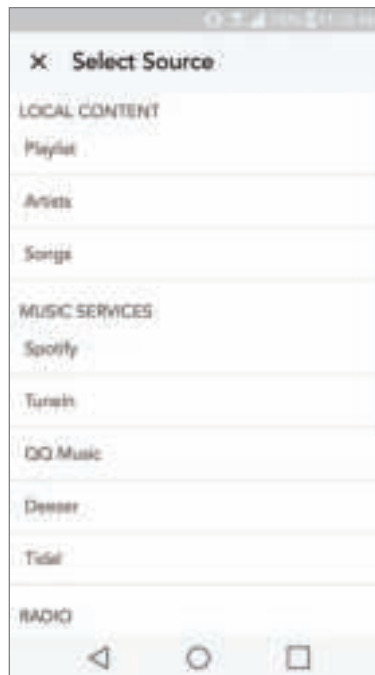 × Select Source
LOCAL CONTENT
Playlist
Artists
Songs
MUSIC SERVICES
Spotify
TuneIn
QQ Music
Deezer
Tidal
RADIO